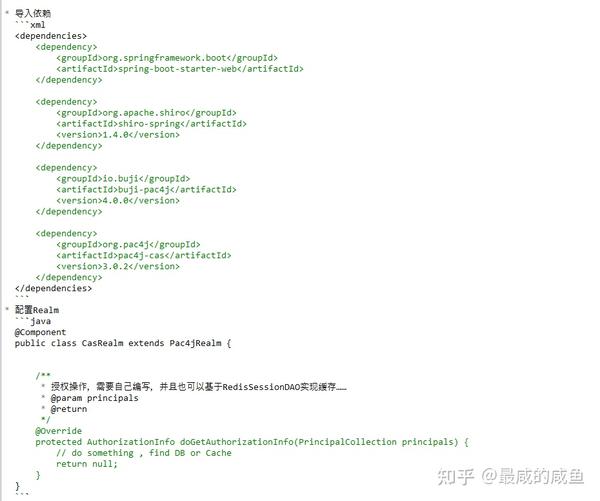 * 导入依赖
```xml
<dependencies>
    <dependency>
        <groupId>org.springframework.boot</groupId>
        <artifactId>spring-boot-starter-web</artifactId>
    </dependency>

    <dependency>
        <groupId>org.apache.shiro</groupId>
        <artifactId>shiro-spring</artifactId>
        <version>1.4.0</version>
    </dependency>

    <dependency>
        <groupId>io.buji</groupId>
        <artifactId>buji-pac4j</artifactId>
        <version>4.0.0</version>
    </dependency>

    <dependency>
        <groupId>org.pac4j</groupId>
        <artifactId>pac4j-cas</artifactId>
        <version>3.0.2</version>
    </dependency>
</dependencies>
```
* 配置Realm
```java
@Component
public class CasRealm extends Pac4jRealm {

    /**
     * 授权操作, 需要自己编写, 并且也可以基于RedisSessionDAO实现缓存……
     * @param principals
     * @return
     */
    @Override
    protected AuthorizationInfo doGetAuthorizationInfo(PrincipalCollection principals) {
        // do something , find DB or Cache
        return null;
    }
}
```
知乎 @最咸的咸鱼